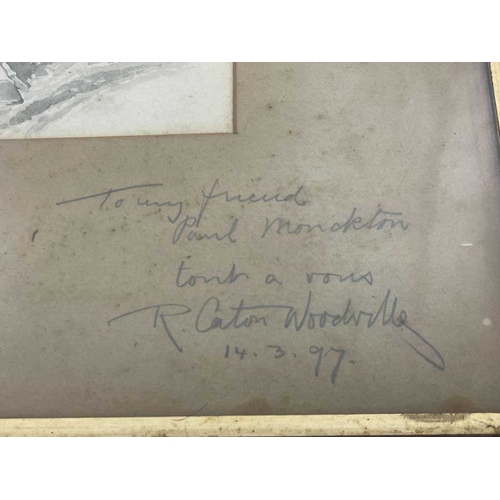 To my friend
Paul Monckton
tout à vous
R. Caton Woodville
14.3.97.